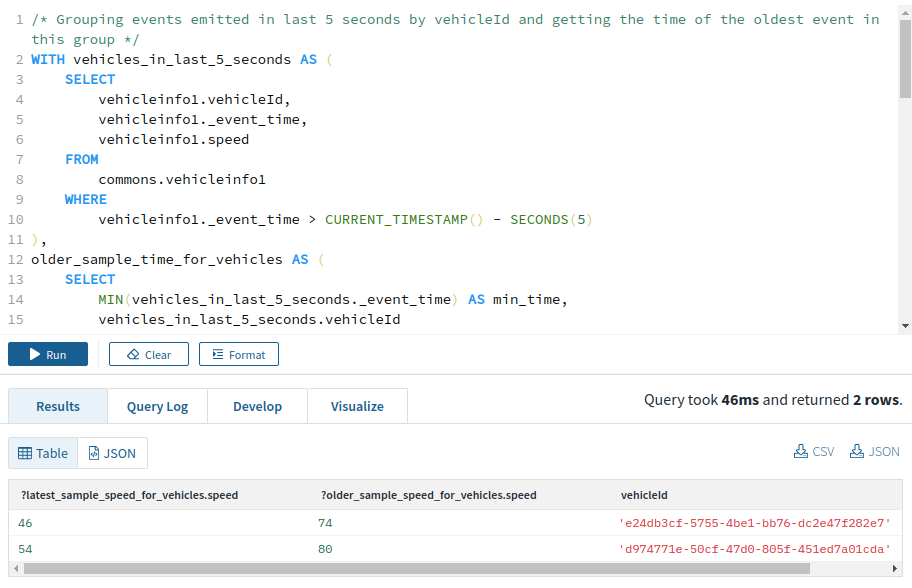 1 /* Grouping events emitted in last 5 seconds by vehicleId and getting the time of the oldest event in
this group */
2 WITH vehicles_in_last_5_seconds AS (
3 SELECT
4 vehicleinfo1.vehicleId,
5 vehicleinfo1._event_time,
6 vehicleinfo1.speed
7 FROM
8 commons.vehicleinfo1
9 WHERE
10 vehicleinfo1._event_time > CURRENT_TIMESTAMP() - SECONDS(5)
11 ),
12 older_sample_time_for_vehicles AS (
13 SELECT
14 MIN(vehicles_in_last_5_seconds._event_time) AS min_time,
15 vehicles_in_last_5_seconds.vehicleId
Run Clear Format
Results Query Log Develop Visualize Query took 46ms and returned 2 rows.
Table JSON CSV JSON
?latest_sample_speed_for_vehicles.speed ?older_sample_speed_for_vehicles.speed vehicleId
46 74 'e24db3cf-5755-4be1-bb76-dc2e47f282e7'
54 80 'd974771e-50cf-47d0-805f-451ed7a01cda'